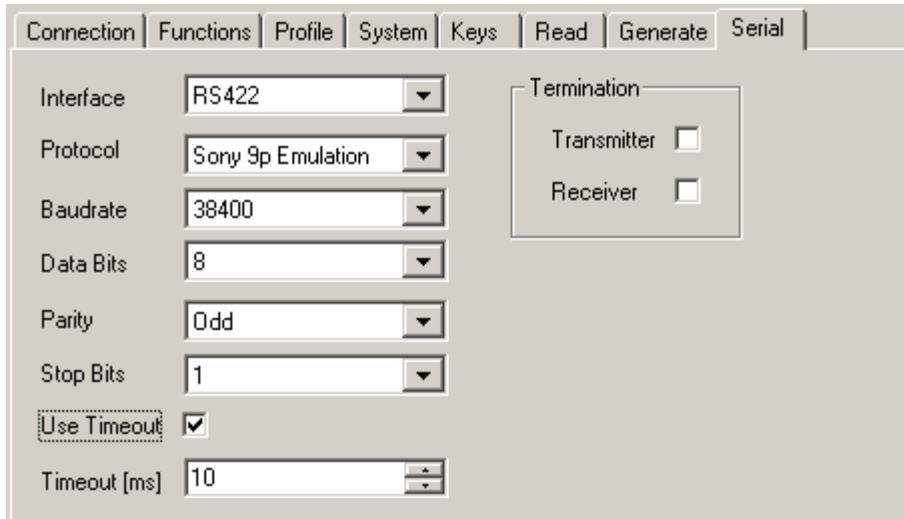 Connection Functions Profile System Keys Read Generate Serial
Interface RS422
Protocol Sony 9p Emulation
Baudrate 38400
Data Bits 8
Parity Odd
Stop Bits 1
Use Timeout
Timeout [ms] 10
Termination
Transmitter
Receiver